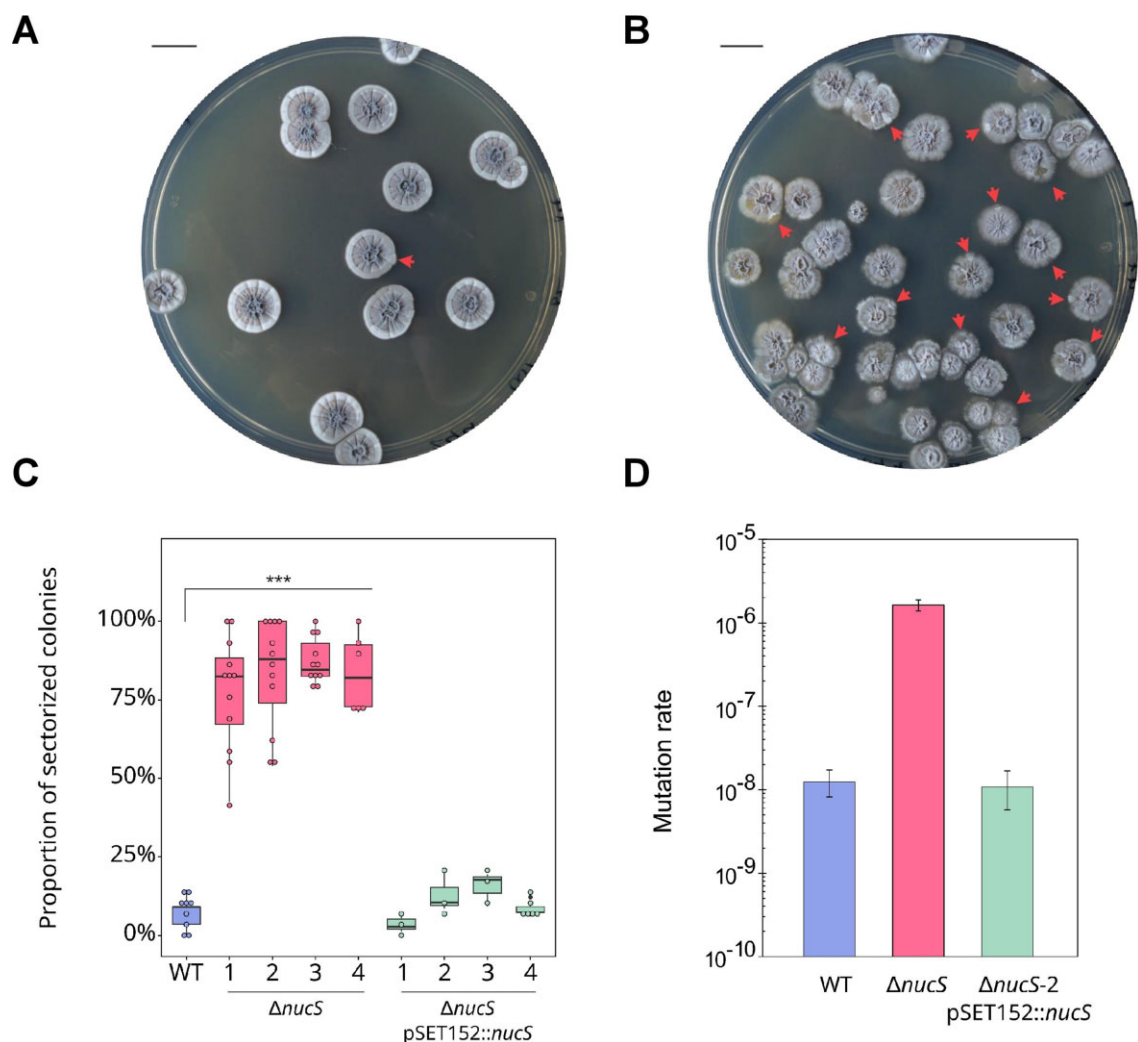 A
B
C
D
Proportion of sectorized colonies
100%
75%
50%
25%
0%
***
WT
1 2 3 4
1 2 3 4
ΔnucS
ΔnucS
pSET152::nucS
Mutation rate
10-5
10-6
10-7
10-8
10-9
10-10
WT
ΔnucS
ΔnucS-2
pSET152::nucS